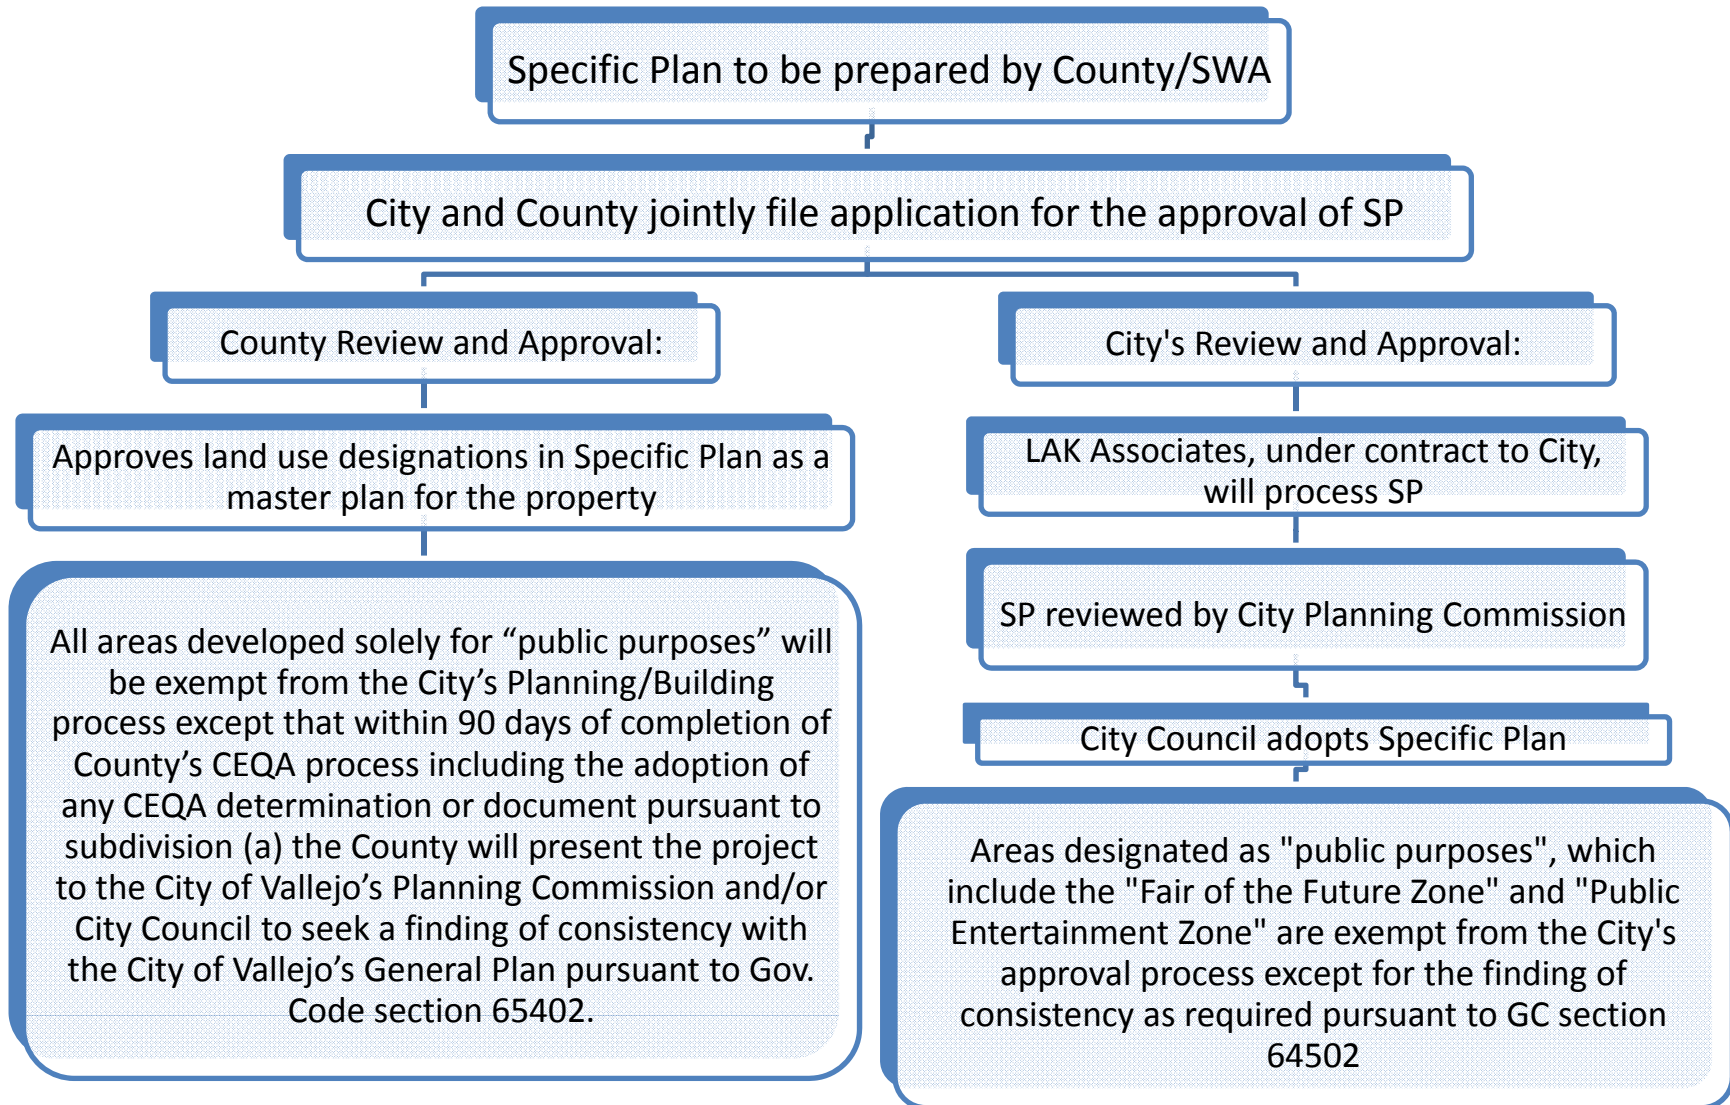 Specific Plan to be prepared by County/SWA
City and County jointly file application for the approval of SP
County Review and Approval:
Approves land use designations in Specific Plan as a
master plan for the property
All areas developed solely for “public purposes” will
be exempt from the City’s Planning/Building
process except that within 90 days of completion of
County’s CEQA process including the adoption of
any CEQA determination or document pursuant to
subdivision (a) the County will present the project
to the City of Vallejo’s Planning Commission and/or
City Council to seek a finding of consistency with
the City of Vallejo’s General Plan pursuant to Gov.
Code section 65402.
City's Review and Approval:
LAK Associates, under contract to City,
will process SP
SP reviewed by City Planning Commission
City Council adopts Specific Plan
Areas designated as "public purposes", which
include the "Fair of the Future Zone" and "Public
Entertainment Zone" are exempt from the City's
approval process except for the finding of
consistency as required pursuant to GC section
64502